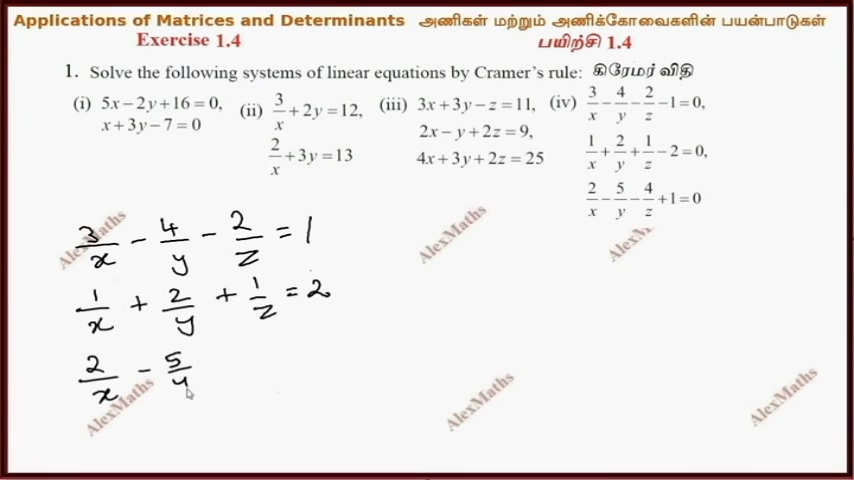 Applications of Matrices and Determinants அணிகள் மற்றும் அணிக்கோவைகளின் பயன்பாடுகள்
Exercise 1.4 பயிற்சி 1.4
1. Solve the following systems of linear equations by Cramer's rule: கிரேமர் விதி
(i) 5x − 2y + 16 = 0, (ii) 3/x + 2y = 12, (iii) 3x + 3y − z = 11, (iv) 3/x − 4/y − 2/z − 1 = 0,
x + 3y − 7 = 0 2/x + 3y = 13 2x − y + 2z = 9, 1/x + 2/y + 1/z − 2 = 0,
4x + 3y + 2z = 25 2/x − 5/y − 4/z + 1 = 0
3/x − 4/y − 2/z = 1
1/x + 2/y + 1/z = 2
2/x − 5/y
AlexMaths
AlexMaths
AlexMaths
AlexMaths
AlexMaths
AlexMaths